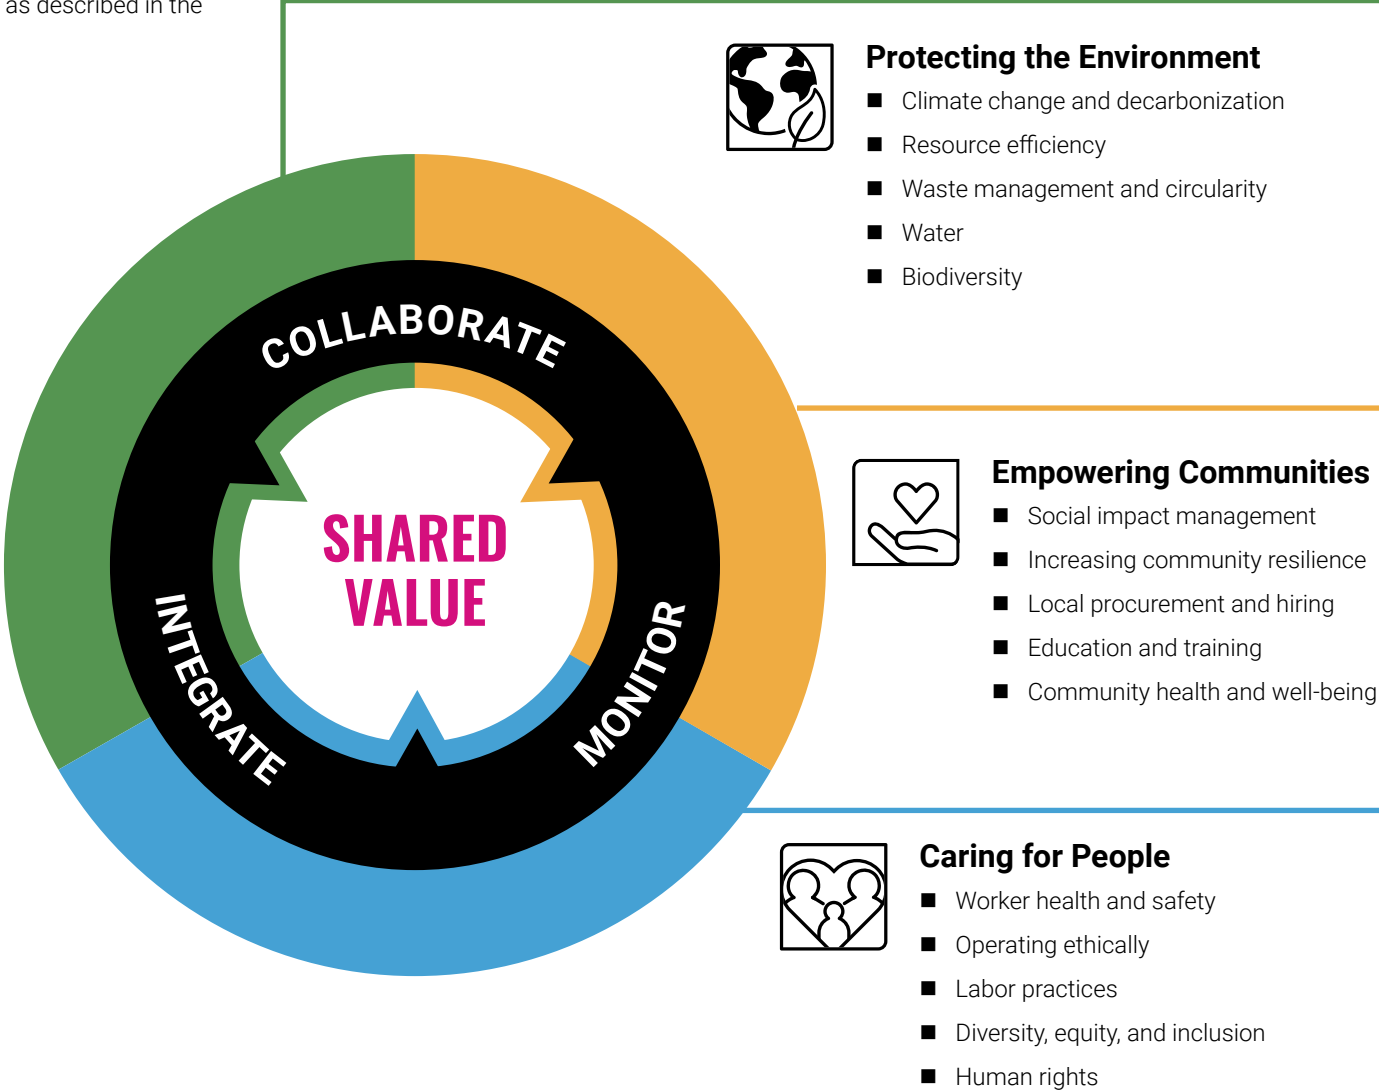 as described in the
Protecting the Environment
■ Climate change and decarbonization
■ Resource efficiency
■ Waste management and circularity
■ Water
■ Biodiversity
COLLABORATE
INTEGRATE
MONITOR
SHARED
VALUE
Empowering Communities
■ Social impact management
■ Increasing community resilience
■ Local procurement and hiring
■ Education and training
■ Community health and well-being
Caring for People
■ Worker health and safety
■ Operating ethically
■ Labor practices
■ Diversity, equity, and inclusion
■ Human rights